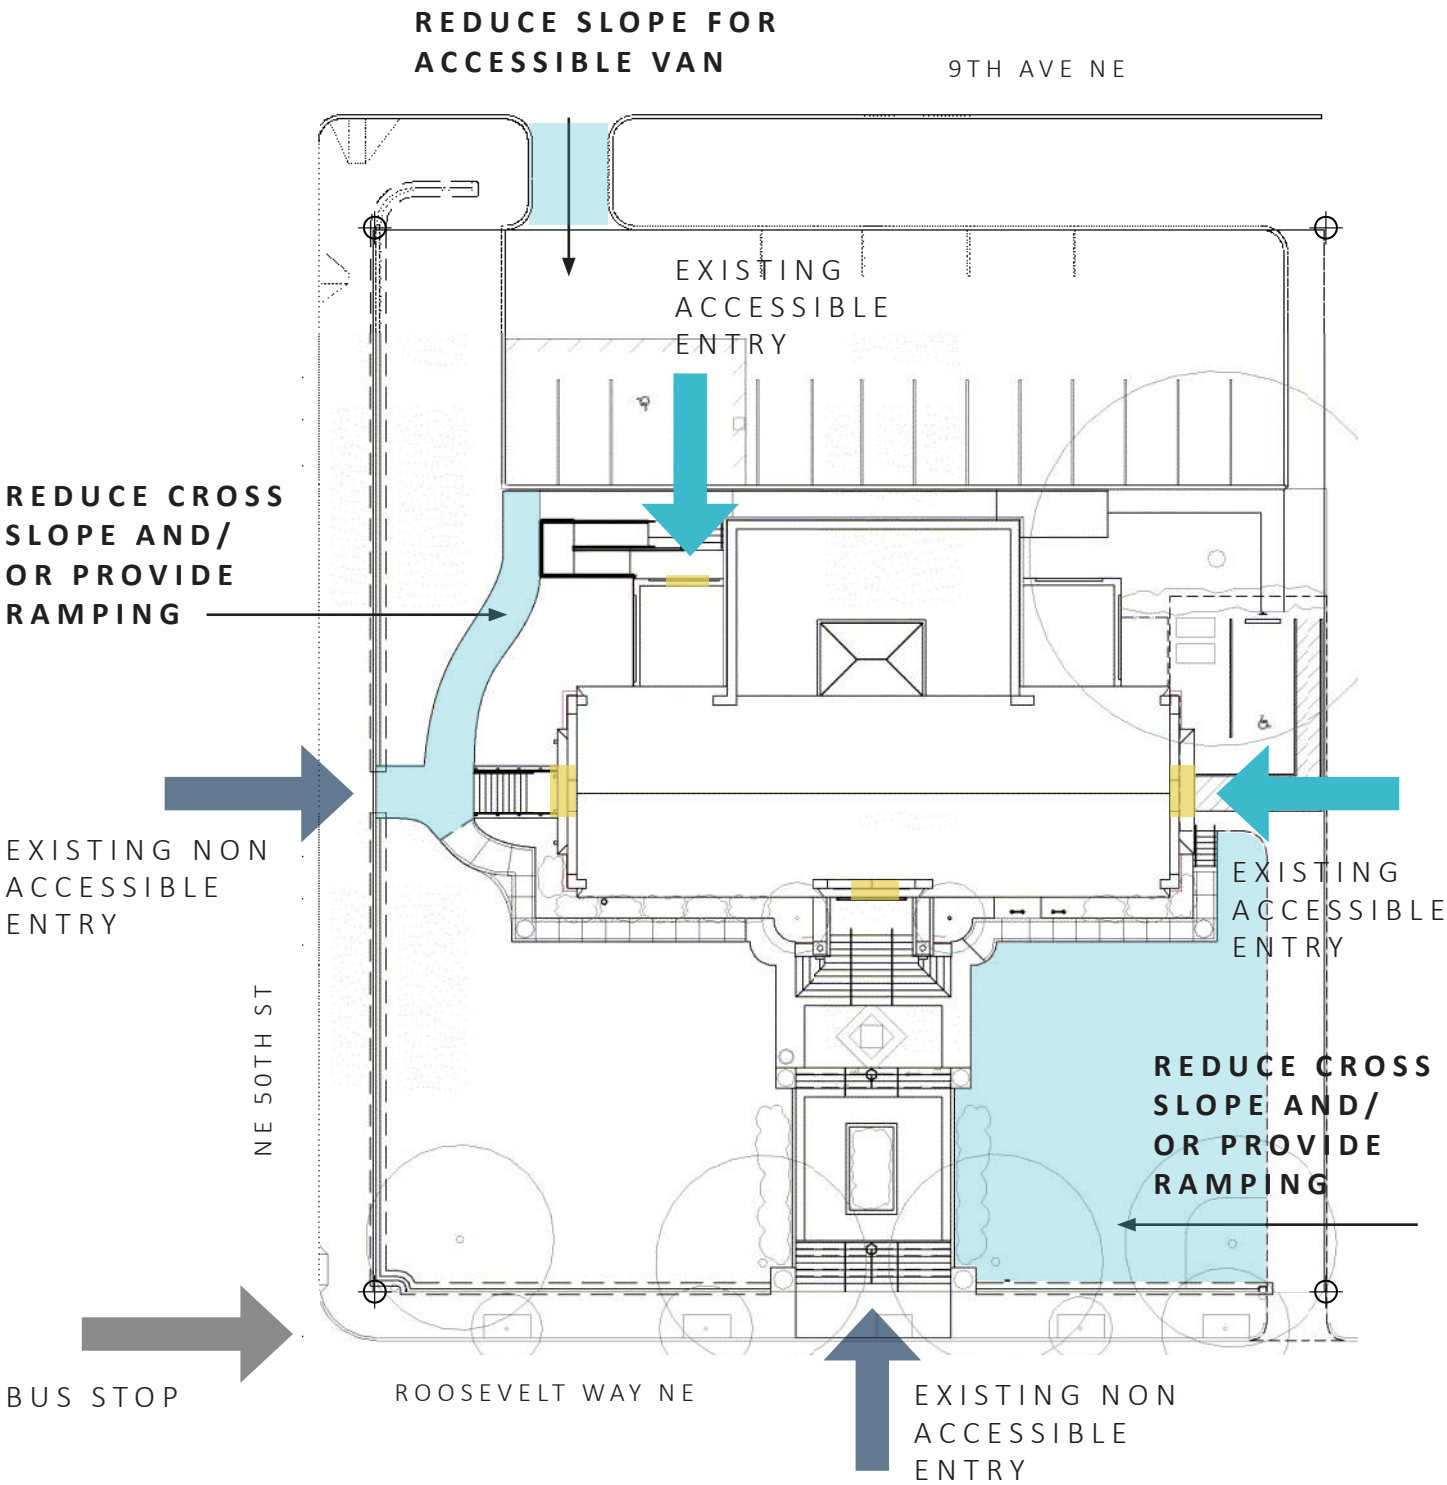 REDUCE SLOPE FOR
ACCESSIBLE VAN
9TH AVE NE
EXISTING
ACCESSIBLE
ENTRY
REDUCE CROSS
SLOPE AND/
OR PROVIDE
RAMPING
EXISTING NON
ACCESSIBLE
ENTRY
EXISTING
ACCESSIBLE
ENTRY
NE 50TH ST
REDUCE CROSS
SLOPE AND/
OR PROVIDE
RAMPING
BUS STOP
ROOSEVELT WAY NE
EXISTING NON
ACCESSIBLE
ENTRY